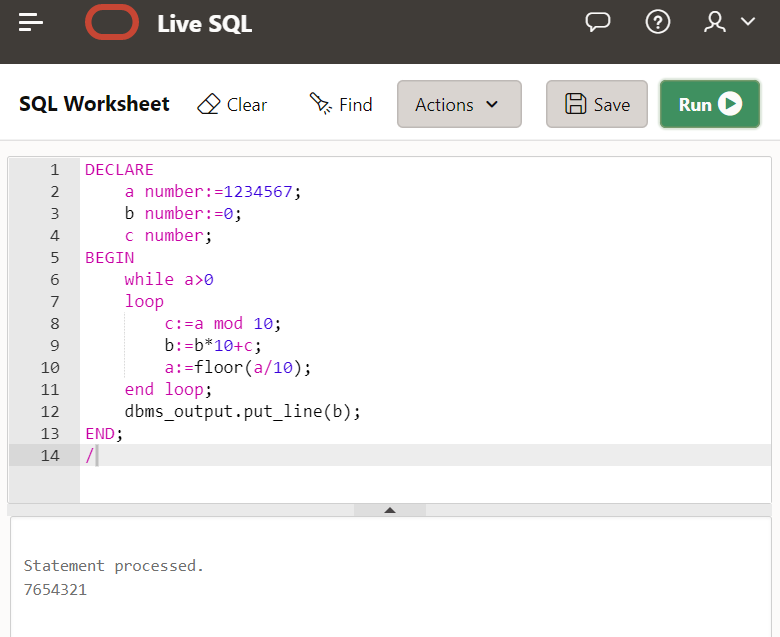 Live SQL
SQL Worksheet Clear Find Actions Save Run
1 DECLARE
2     a number:=1234567;
3     b number:=0;
4     c number;
5 BEGIN
6     while a>0
7     loop
8         c:=a mod 10;
9         b:=b*10+c;
10         a:=floor(a/10);
11     end loop;
12     dbms_output.put_line(b);
13 END;
14 /
Statement processed.
7654321